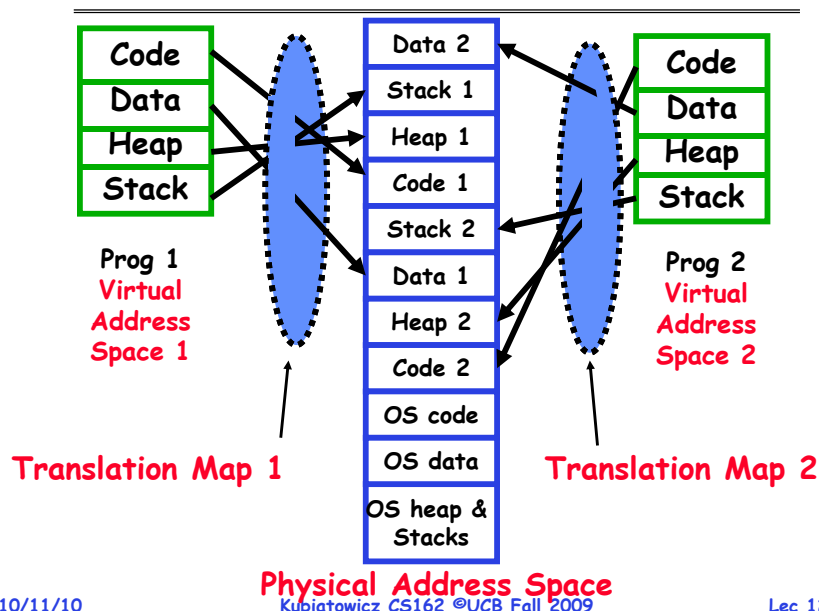 Code
Data
Heap
Stack
Prog 1
Virtual
Address
Space 1
Translation Map 1
Data 2
Stack 1
Heap 1
Code 1
Stack 2
Data 1
Heap 2
Code 2
OS code
OS data
OS heap &
Stacks
Physical Address Space
Code
Data
Heap
Stack
Prog 2
Virtual
Address
Space 2
Translation Map 2
10/11/10
Kubiatowicz CS162 ©UCB Fall 2009
Lec